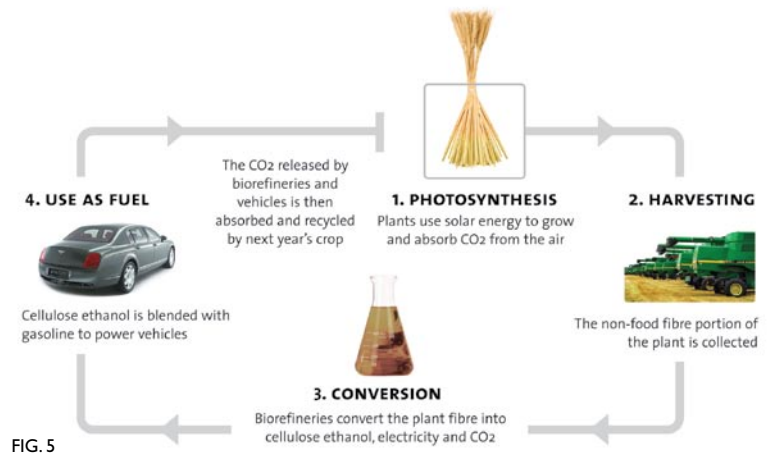 The CO2 released by
biorefineries and
vehicles is then
absorbed and recycled
by next year's crop
1. PHOTOSYNTHESIS
Plants use solar energy to grow
and absorb CO2 from the air
2. HARVESTING
The non-food fibre portion of
the plant is collected
3. CONVERSION
Biorefineries convert the plant fibre into
cellulose ethanol, electricity and CO2
4. USE AS FUEL
Cellulose ethanol is blended with
gasoline to power vehicles
FIG. 5